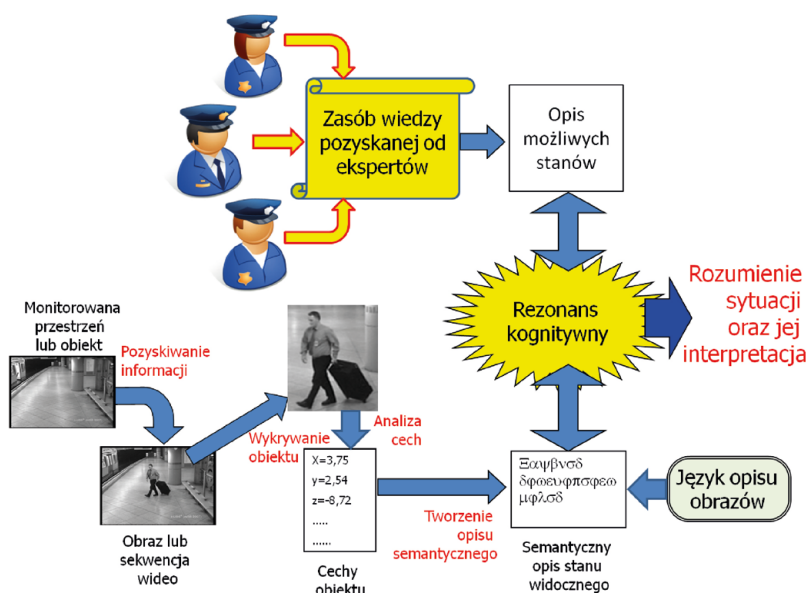 Zasób wiedzy
pozyskanej od
ekspertów
Opis
możliwych
stanów
Rezonans
kognitywny
Rozumienie
sytuacji
oraz jej
interpretacja
Monitorowana
przestrzeń
lub obiekt
Pozyskiwanie
informacji
Wykrywanie
obiektu
Analiza
cech
Obraz lub
sekwencja
wideo
X=3,75
y=2,54
z=-8,72
.....
......
Cechy
obiektu
Tworzenie
opisu
semantycznego
Ξαψβνσδ
δφωευφπσφεω
μφλσδ
Semantyczny
opis stanu
widocznego
Język opisu
obrazów